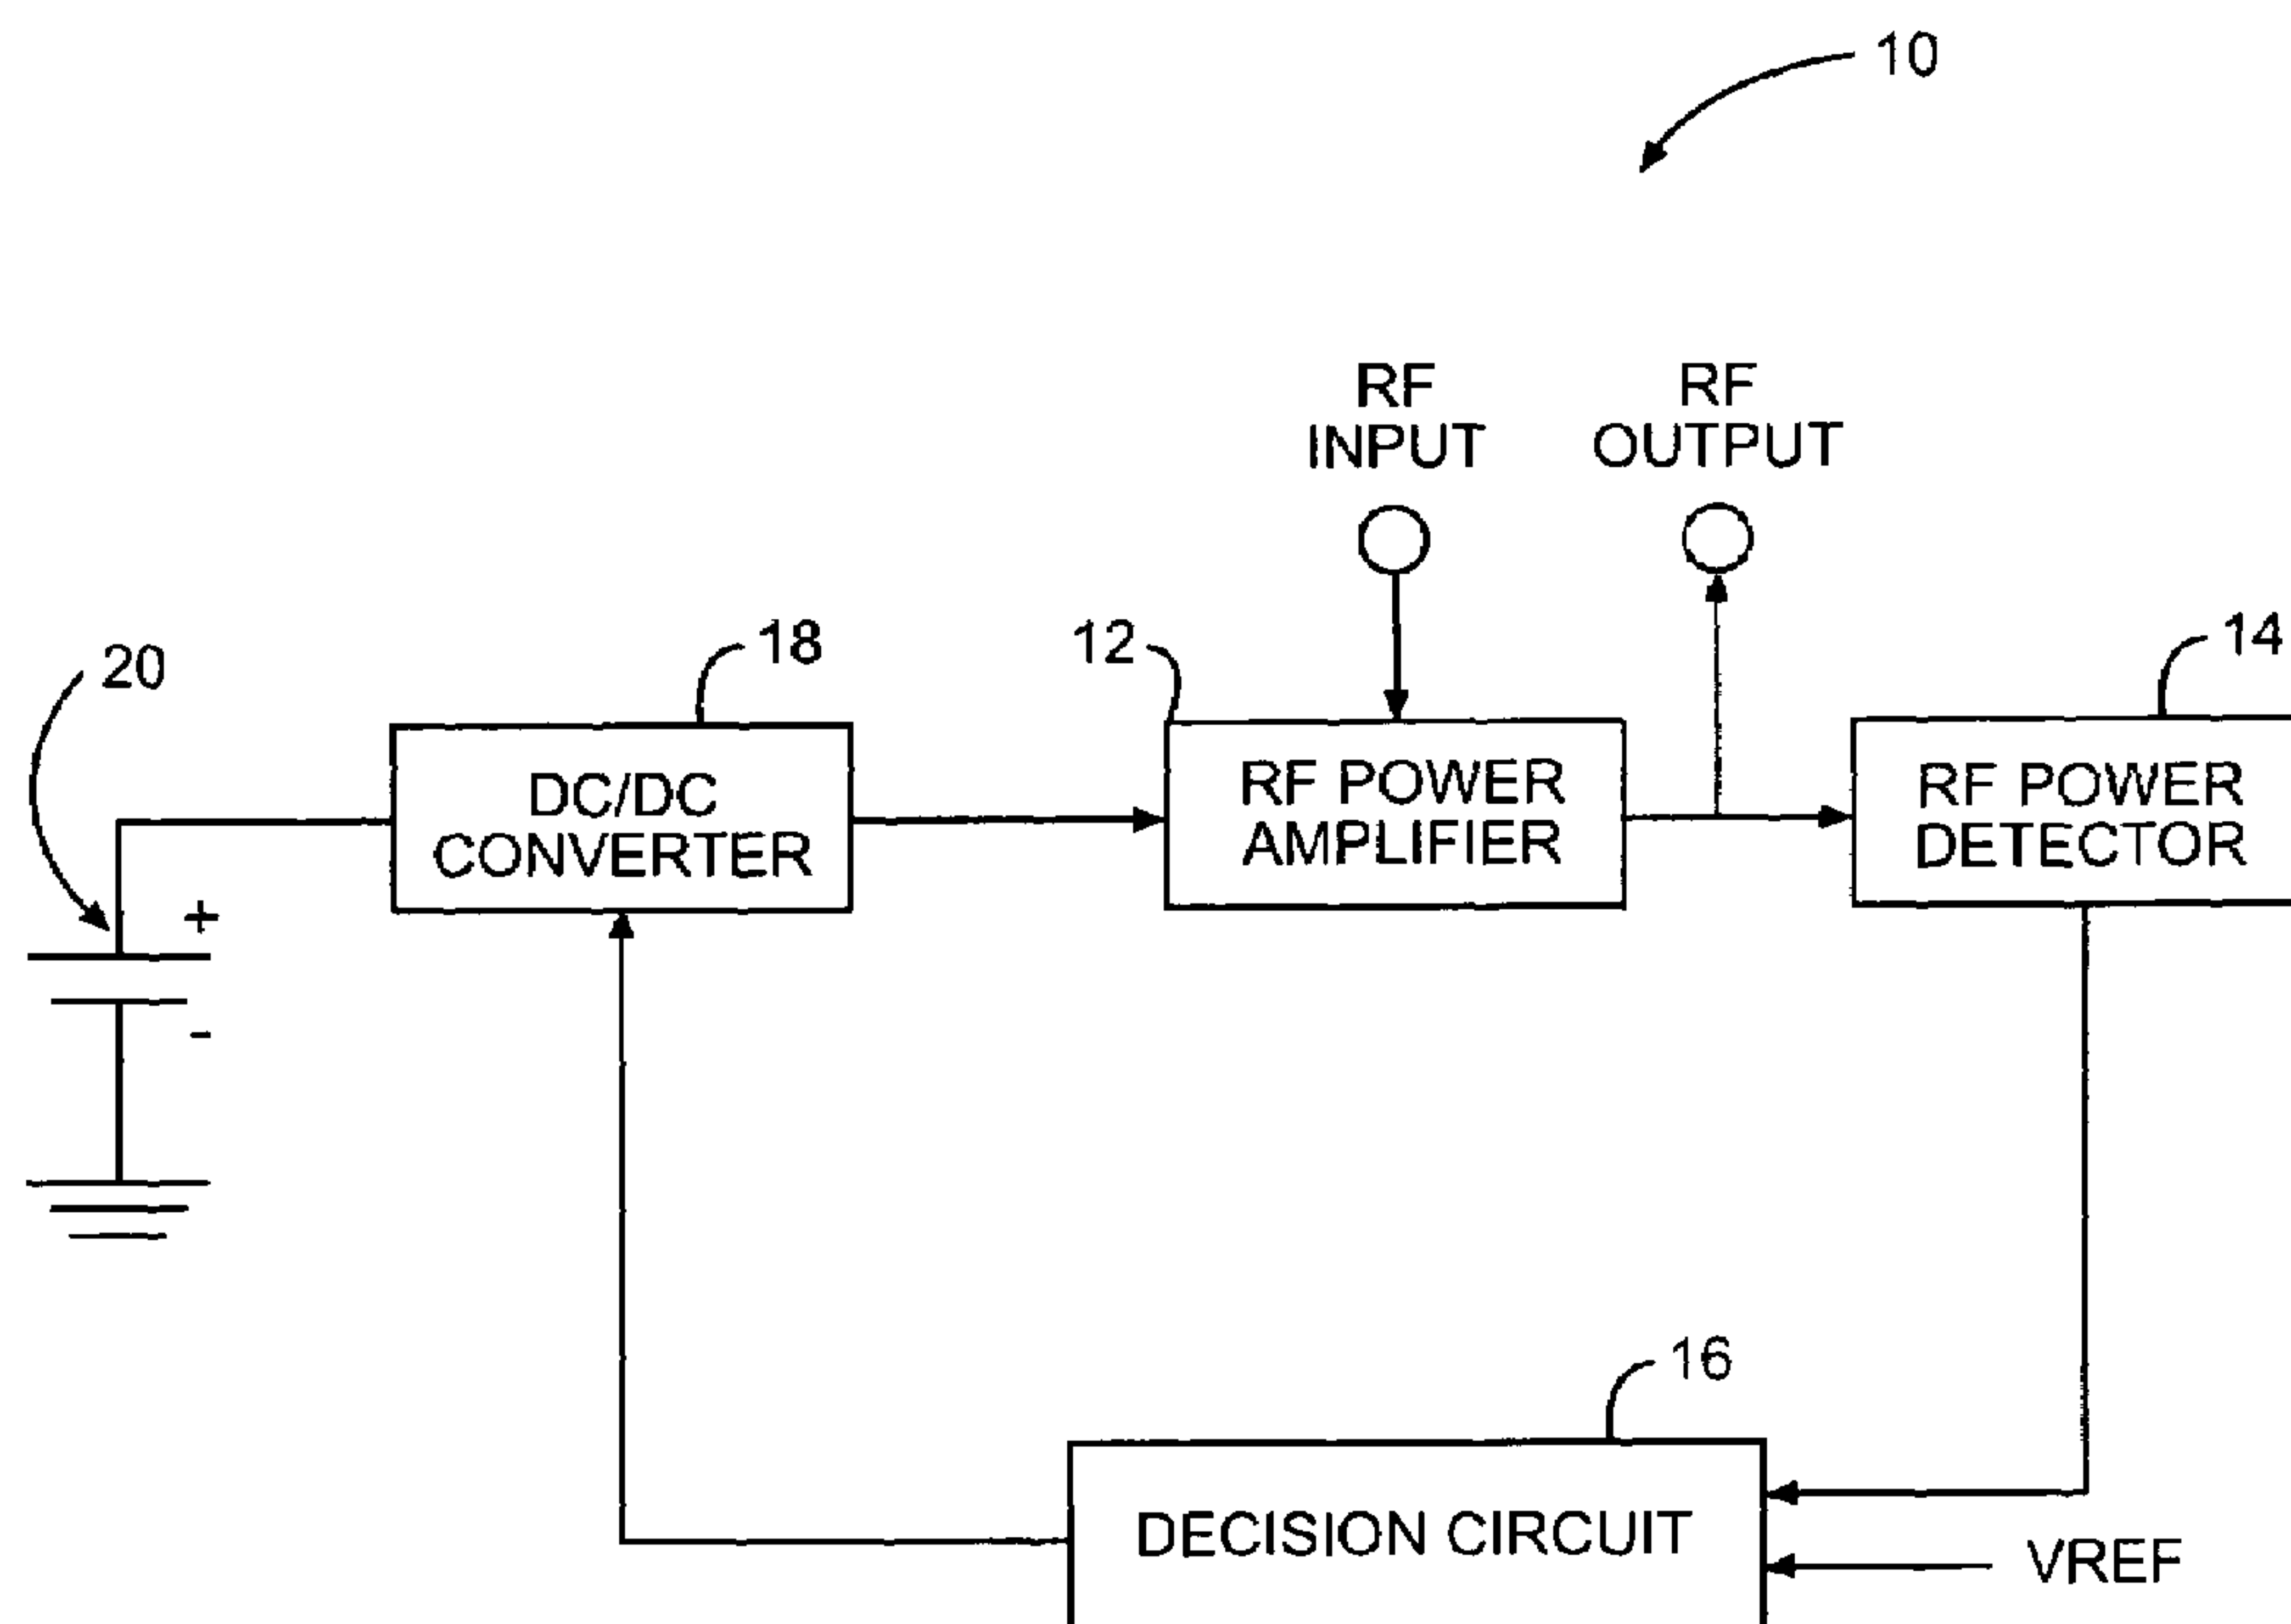 10
RF
INPUT
RF
OUTPUT
20
18
12
14
DC/DC
CONVERTER
RF POWER
AMPLIFIER
RF POWER
DETECTOR
+
-
16
DECISION CIRCUIT
VREF